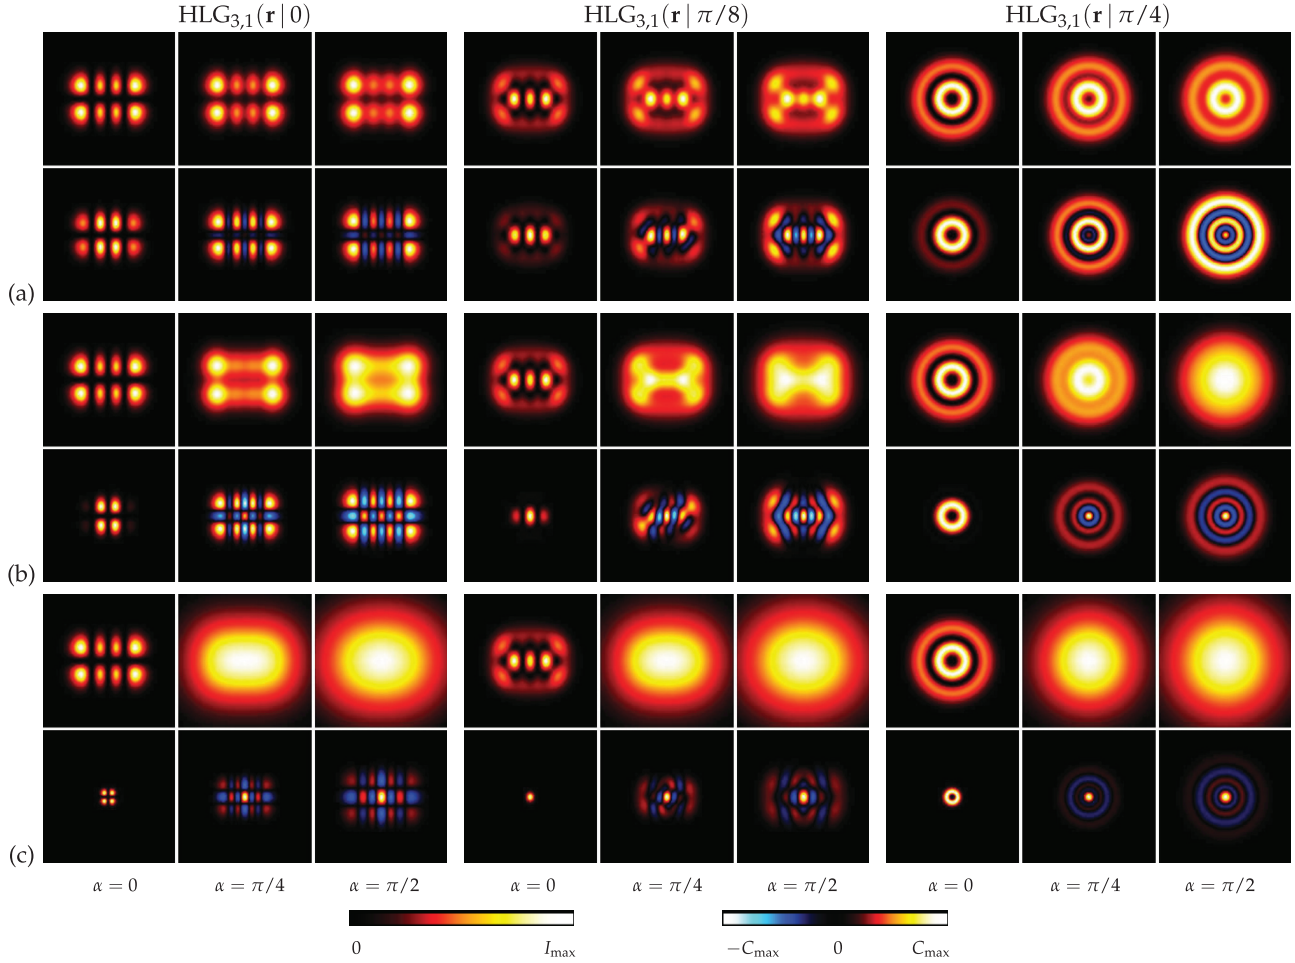 HLG₃,₁(r | 0) HLG₃,₁(r | π/8) HLG₃,₁(r | π/4)
(a)
(b)
(c)
α = 0 α = π/4 α = π/2 α = 0 α = π/4 α = π/2 α = 0 α = π/4 α = π/2
0 Imax −Cmax 0 Cmax